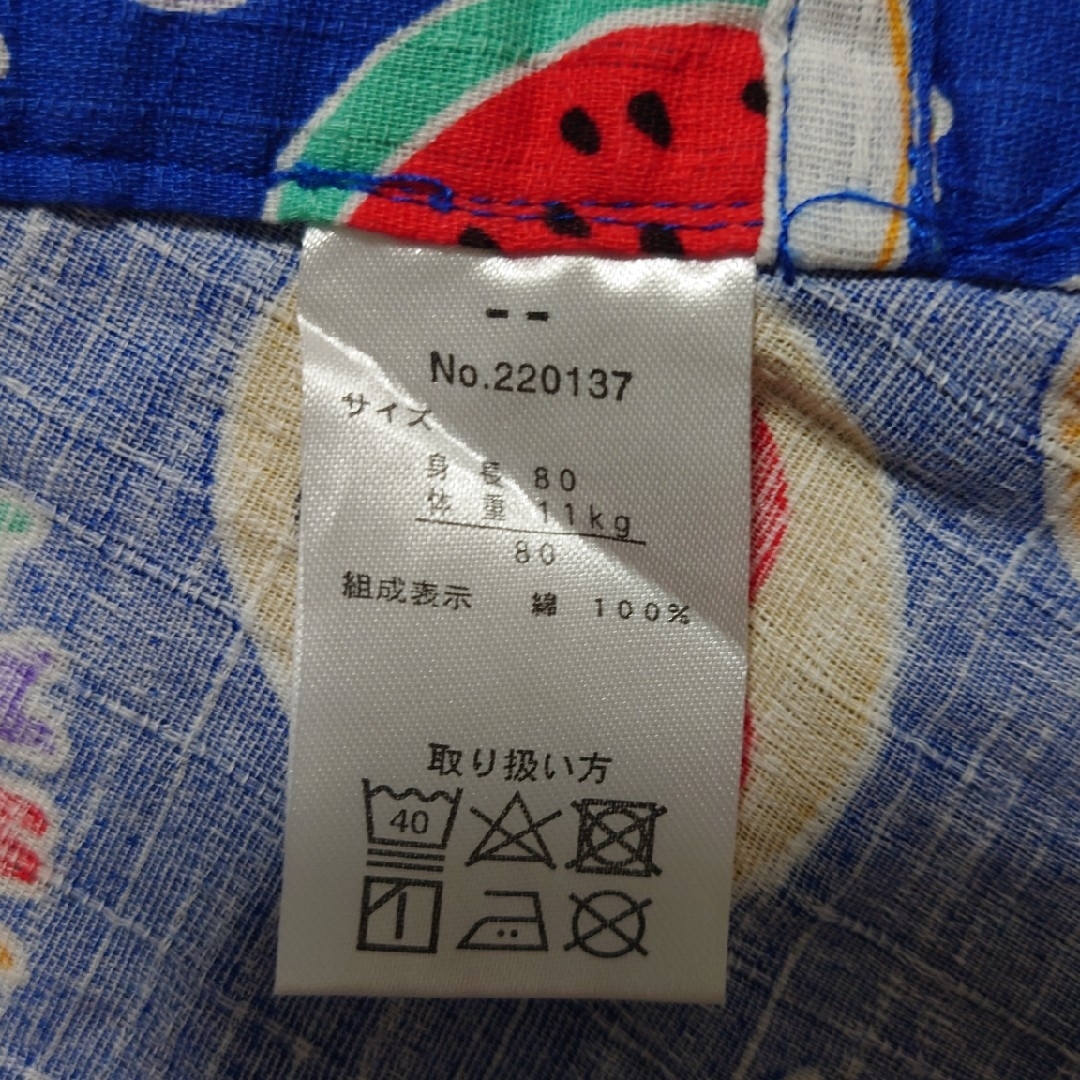 --
No.220137
サイズ
身長 80
体重 11kg
80
組成表示 綿 100%
取り扱い方
40